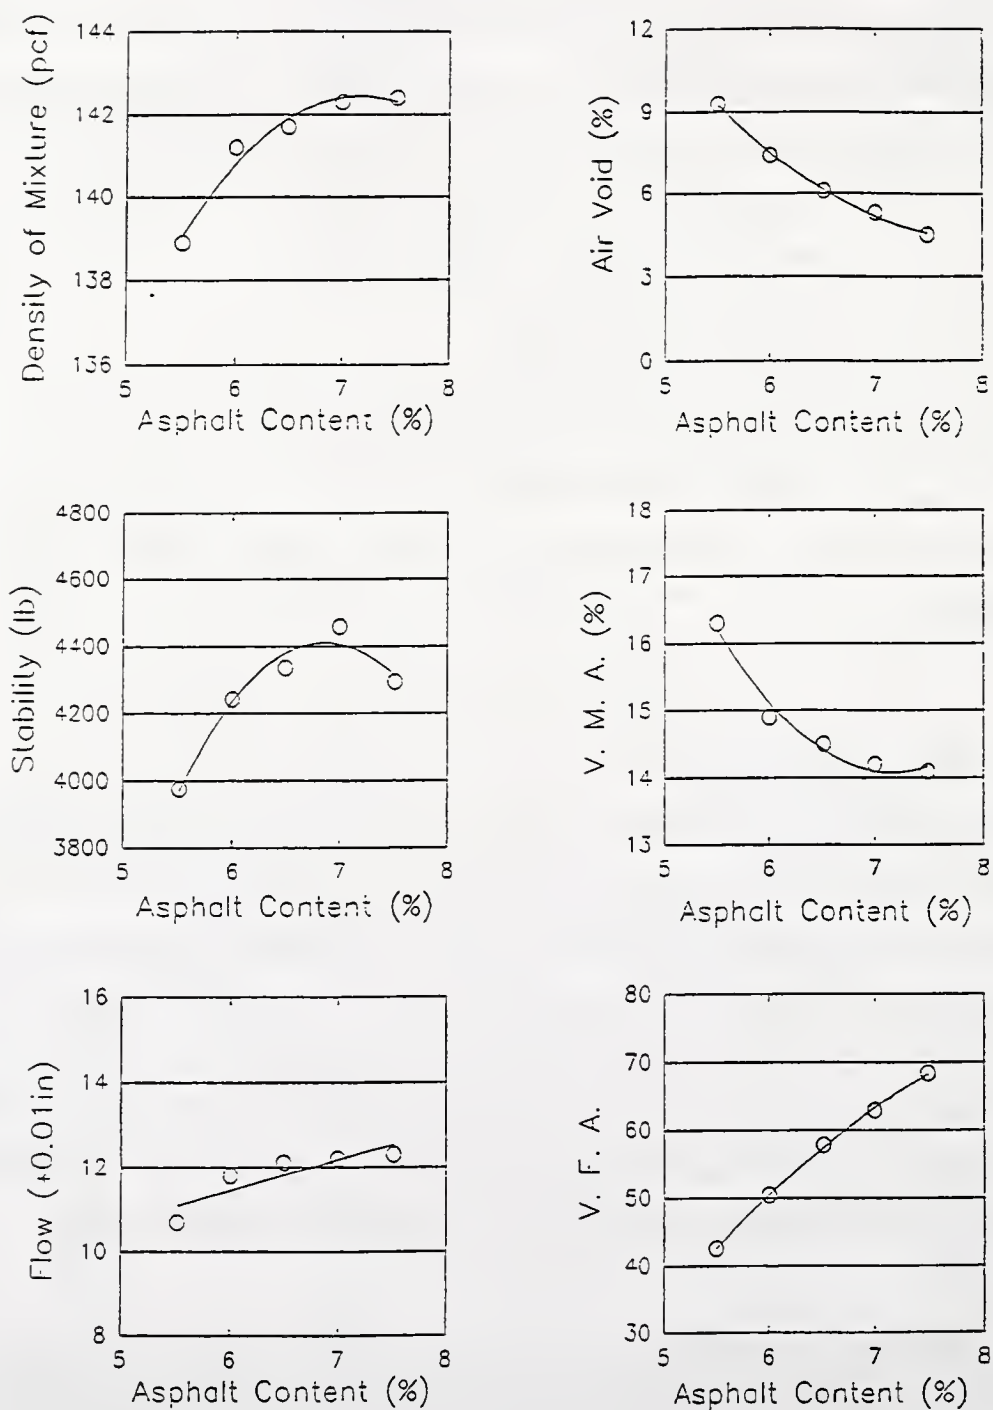 Density of Mixture (pcf)
144
142
140
138
136
5 6 7 8
Asphalt Content (%)
Air Void (%)
12
9
6
3
0
5 6 7 8
Asphalt Content (%)
Stability (lb)
4800
4600
4400
4200
4000
3800
5 6 7 8
Asphalt Content (%)
V. M. A. (%)
18
17
16
15
14
13
5 6 7 8
Asphalt Content (%)
Flow (+0.01in)
16
14
12
10
8
5 6 7 8
Asphalt Content (%)
V. F. A.
80
70
60
50
40
30
5 6 7 8
Asphalt Content (%)